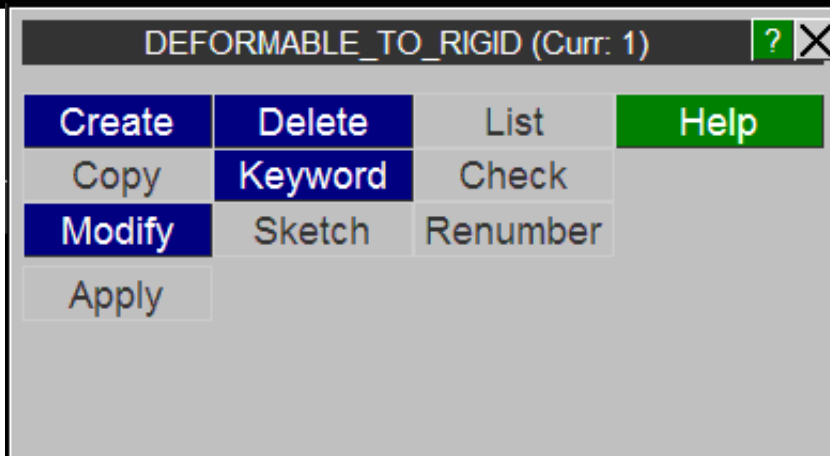 DEFORMABLE_TO_RIGID (Curr: 1) ? X
Create Delete List Help
Copy Keyword Check
Modify Sketch Renumber
Apply